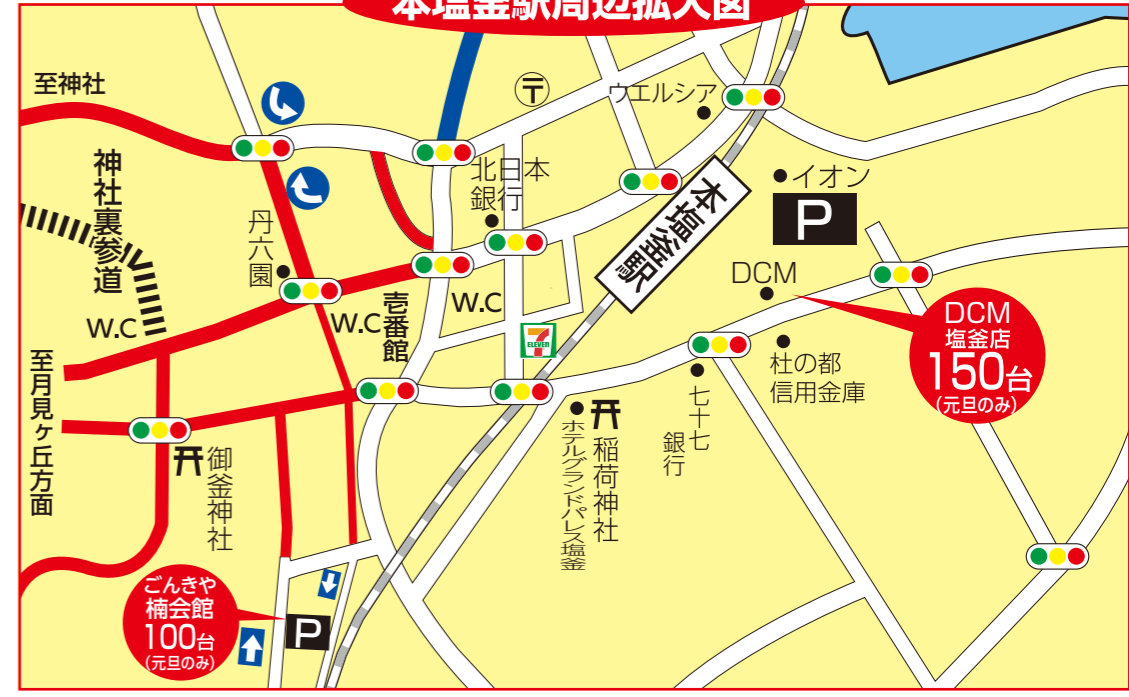 本塩釜駅周辺拡大図
至神社
〒
ウエルシア
神社裏参道
北日本
銀行
本塩釜駅
イオン
P
丹六園
DCM
W.C
W.C
壱番館
W.C
7
ELEVEN
DCM
塩釜店
150台
(元旦のみ)
杜の都
信用金庫
至月見ヶ丘方面
七十七
銀行
稲荷神社
ホテルグランドパレス塩釜
御釜神社
ごんきや
楠会館
100台
(元旦のみ)
P